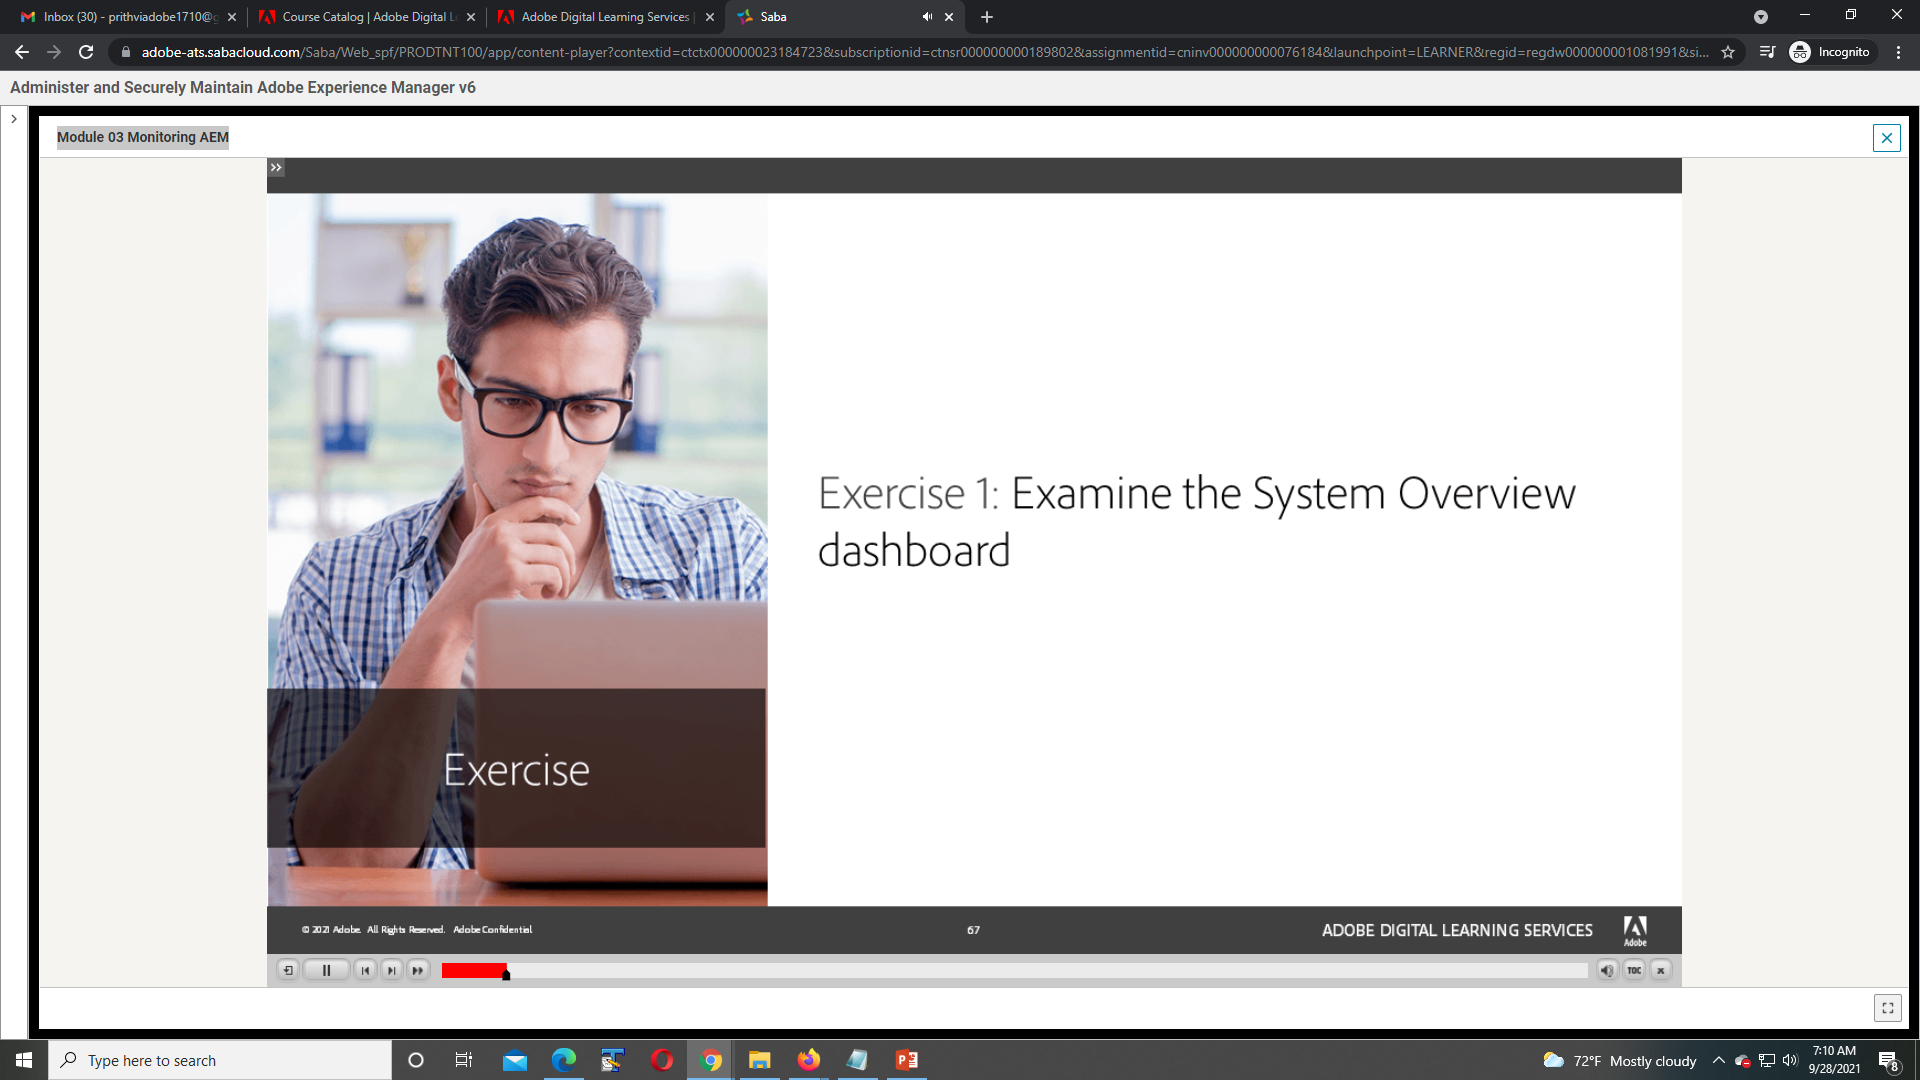 Inbox (30) - prithviadobe1710@g
Course Catalog | Adobe Digital L
Adobe Digital Learning Services |
Saba
adobe-ats.sabacloud.com/Saba/Web_spf/PRODTNT100/app/content-player?contextid=ctctx000000023184723&subscriptionid=ctnsr0000000000189802&assignmentid=cninv000000000076184&launchpoint=LEARNER&regid=regdw000000001081991&si...
Incognito
Administer and Securely Maintain Adobe Experience Manager v6
Module 03 Monitoring AEM
Exercise 1: Examine the System Overview
dashboard
Exercise
© 2021 Adobe. All Rights Reserved. Adobe Confidential.
67
ADOBE DIGITAL LEARNING SERVICES
Adobe
TOC
Type here to search
72°F Mostly cloudy
7:10 AM
9/28/2021
8